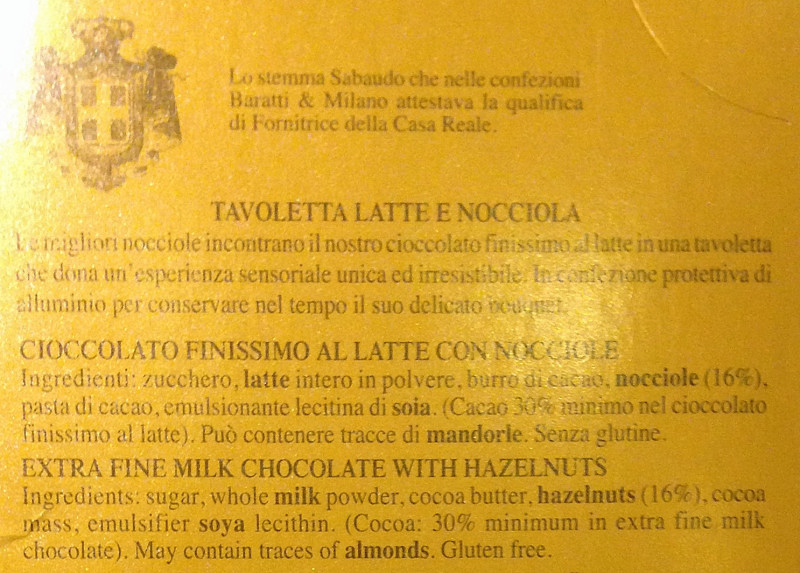 Lo stemma Sabaudo che nelle confezioni
Baratti & Milano attestava la qualifica
di Fornitrice della Casa Reale.
TAVOLETTA LATTE E NOCCIOLA
Le migliori nocciole incontrano il nostro cioccolato finissimo al latte in una tavoletta
che dona un'esperienza sensoriale unica ed irresistibile. In confezione protettiva di
alluminio per conservare nel tempo il suo delicato bouquet.
CIOCCOLATO FINISSIMO AL LATTE CON NOCCIOLE
Ingredienti: zucchero, latte intero in polvere, burro di cacao, nocciole (16%),
pasta di cacao, emulsionante lecitina di soia. (Cacao 30% minimo nel cioccolato
finissimo al latte). Può contenere tracce di mandorle. Senza glutine.
EXTRA FINE MILK CHOCOLATE WITH HAZELNUTS
Ingredients: sugar, whole milk powder, cocoa butter, hazelnuts (16%), cocoa
mass, emulsifier soya lecithin. (Cocoa: 30% minimum in extra fine milk
chocolate). May contain traces of almonds. Gluten free.